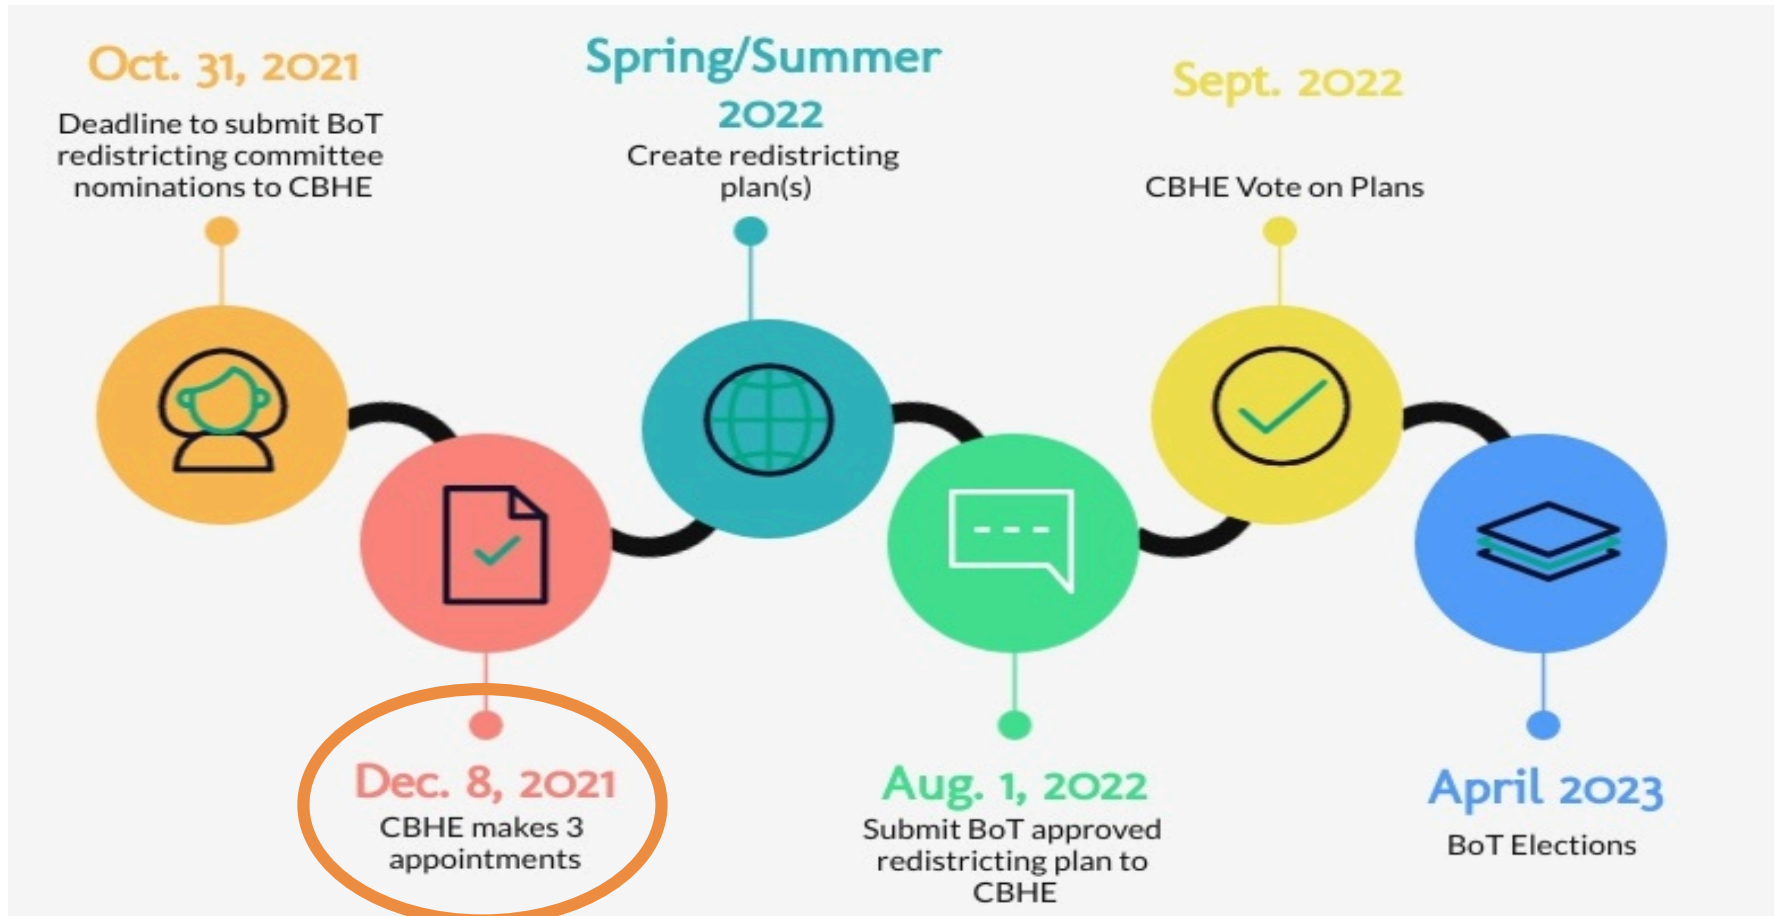 Oct. 31, 2021
Deadline to submit BoT
redistricting committee
nominations to CBHE
Dec. 8, 2021
CBHE makes 3
appointments
Spring/Summer
2022
Create redistricting
plan(s)
Aug. 1, 2022
Submit BoT approved
redistricting plan to
CBHE
Sept. 2022
CBHE Vote on Plans
April 2023
BoT Elections